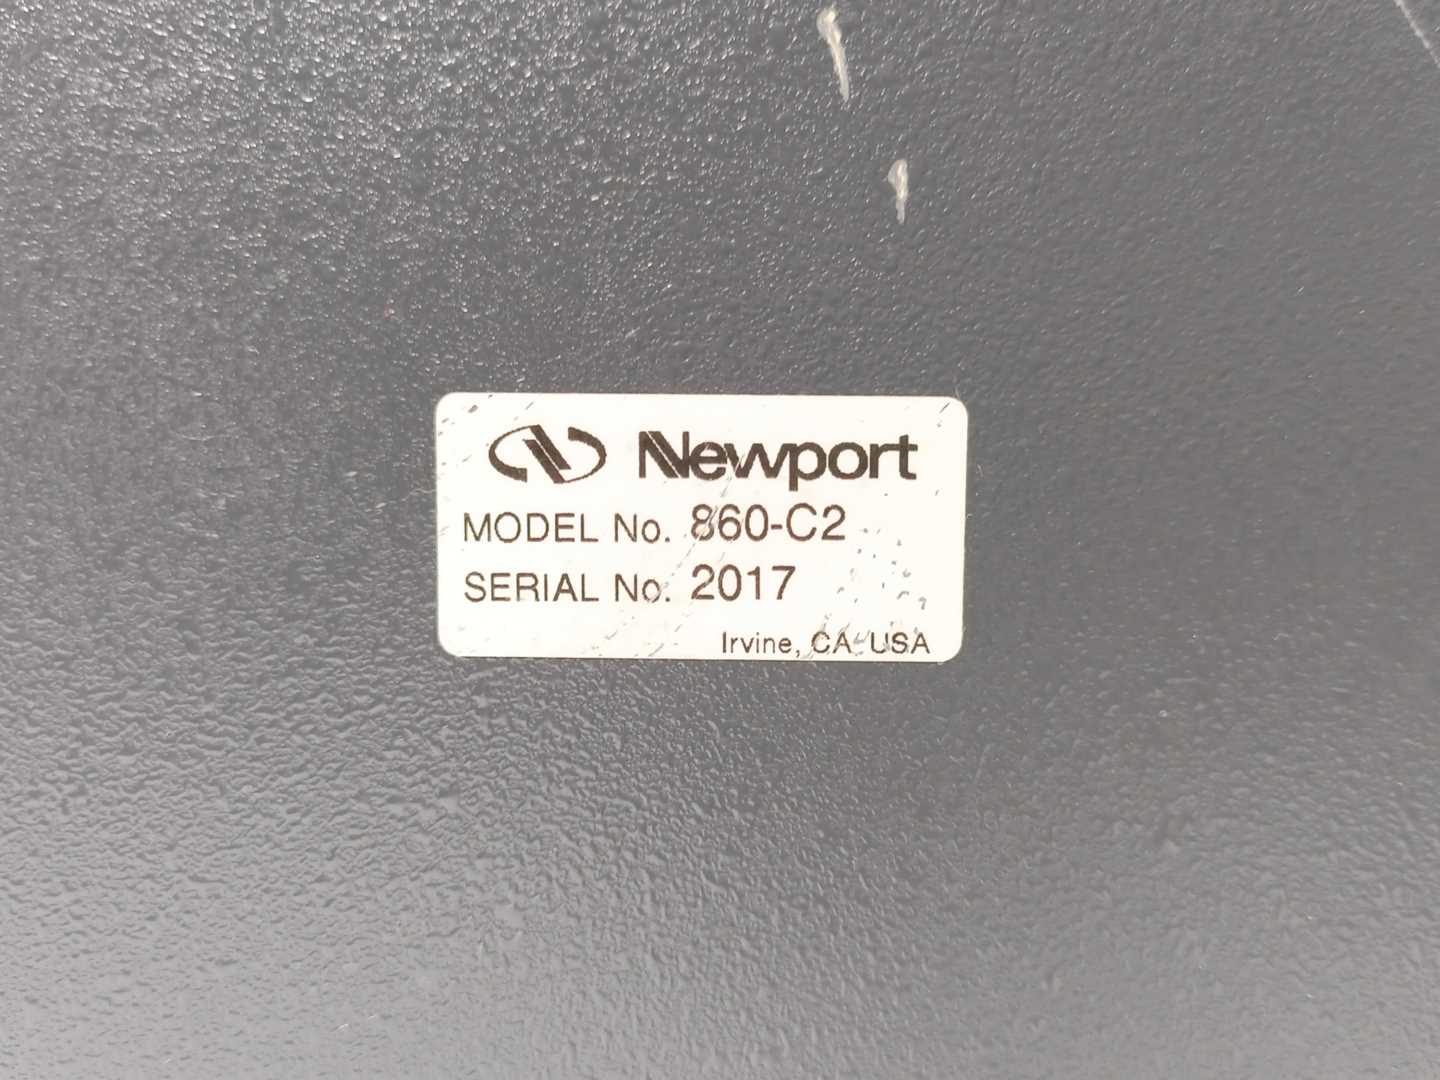 Newport
MODEL No. 860-C2
SERIAL No. 2017
Irvine, CA USA